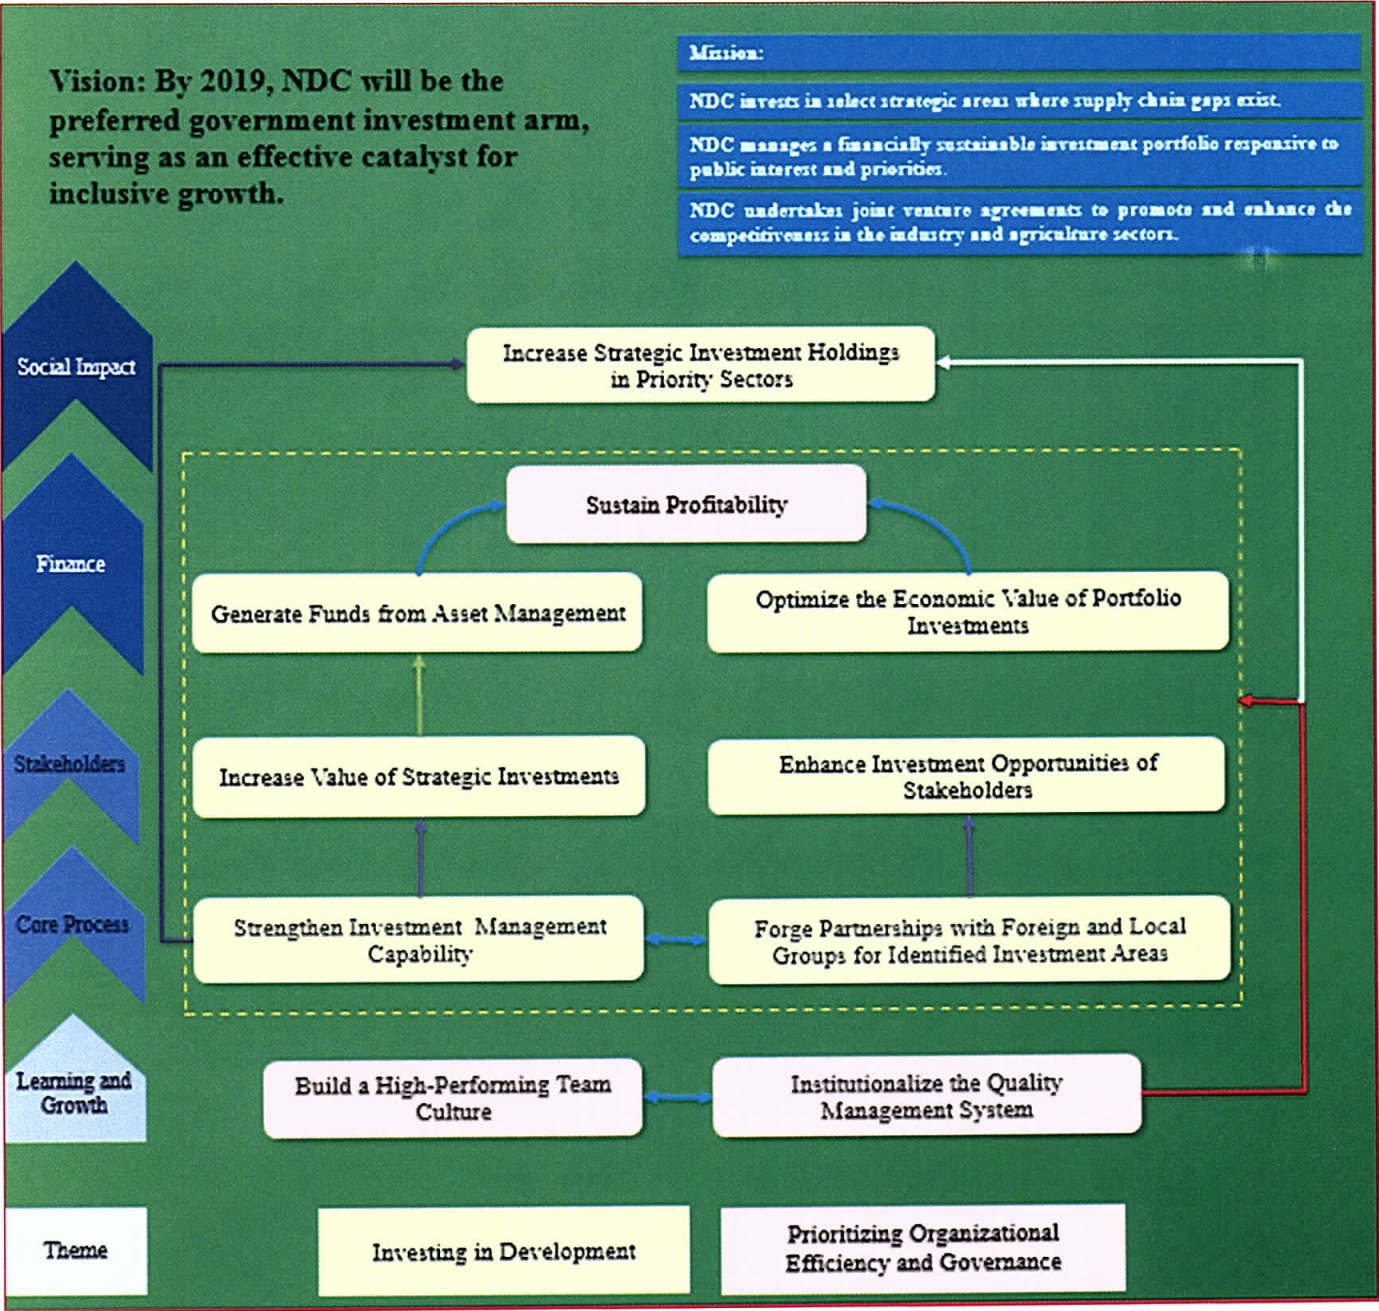 Vision: By 2019, NDC will be the
preferred government investment arm,
serving as an effective catalyst for
inclusive growth.
Mission:
NDC invests in select strategic areas where supply chain gaps exist.
NDC manages a financially sustainable investment portfolio responsive to
public interest and priorities.
NDC undertakes joint venture agreements to promote and enhance the
competitiveness in the industry and agriculture sectors.
Social Impact
Increase Strategic Investment Holdings
in Priority Sectors
Finance
Sustain Profitability
Generate Funds from Asset Management
Optimize the Economic Value of Portfolio
Investments
Stakeholders
Increase Value of Strategic Investments
Enhance Investment Opportunities of
Stakeholders
Core Process
Strengthen Investment Management
Capability
Forge Partnerships with Foreign and Local
Groups for Identified Investment Areas
Learning and
Growth
Build a High-Performing Team
Culture
Institutionalize the Quality
Management System
Theme
Investing in Development
Prioritizing Organizational
Efficiency and Governance